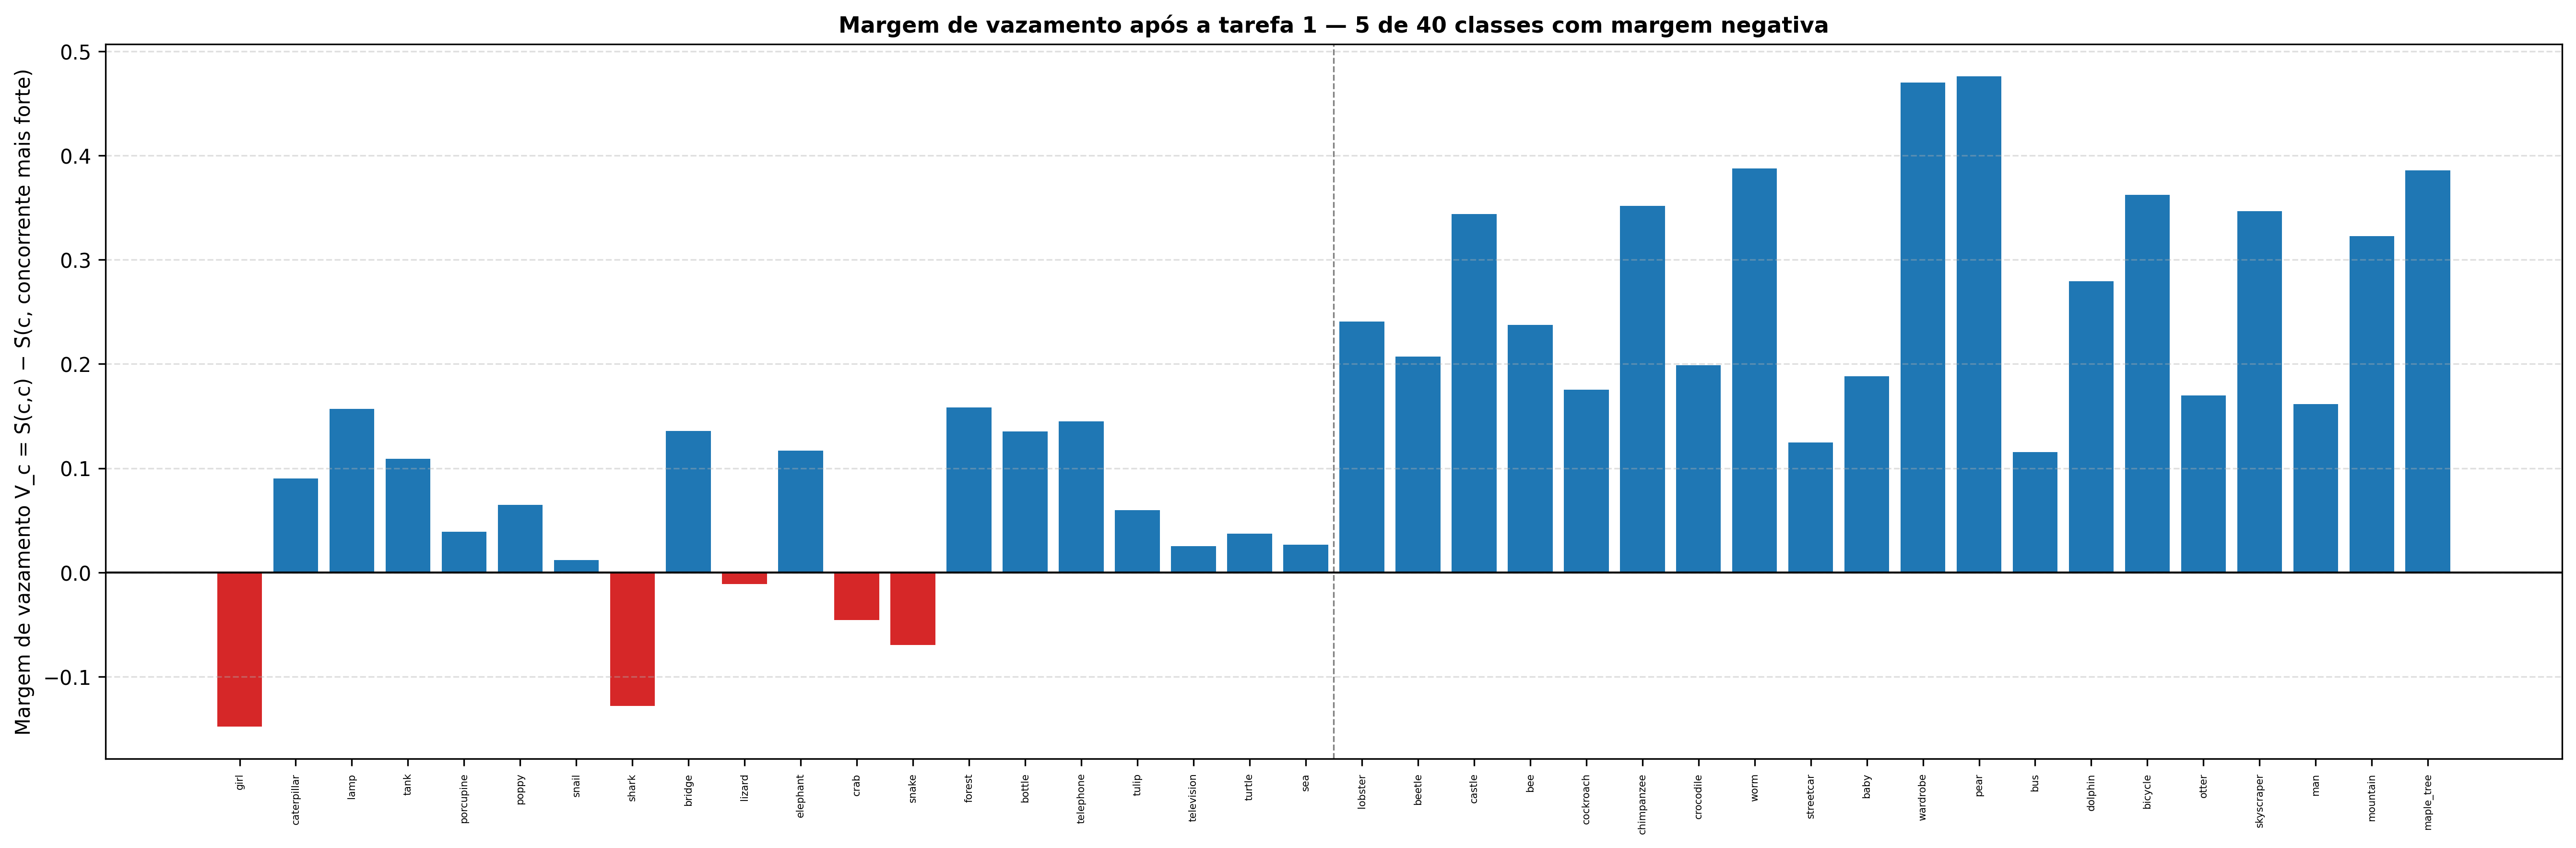 Margem de vazamento após a tarefa 1 — 5 de 40 classes com margem negativa
Margem de vazamento V_c = S(c,c) − S(c, concorrente mais forte)
0.5
0.4
0.3
0.2
0.1
0.0
−0.1
girl
caterpillar
lamp
tank
porcupine
poppy
snail
shark
bridge
lizard
elephant
crab
snake
forest
bottle
telephone
tulip
television
turtle
sea
lobster
beetle
castle
bee
cockroach
chimpanzee
crocodile
worm
streetcar
baby
wardrobe
pear
bus
dolphin
bicycle
otter
skyscraper
man
mountain
maple_tree